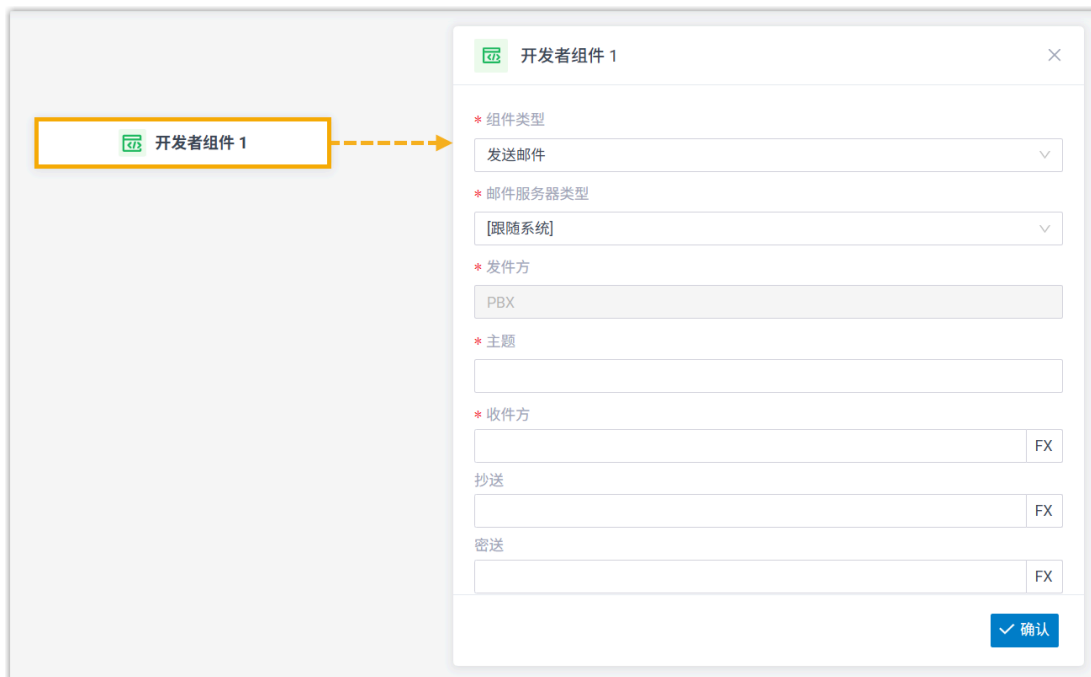 开发者组件 1
开发者组件 1
* 组件类型
发送邮件
* 邮件服务器类型
[跟随系统]
* 发件方
PBX
* 主题
* 收件方
FX
抄送
FX
密送
FX
确认